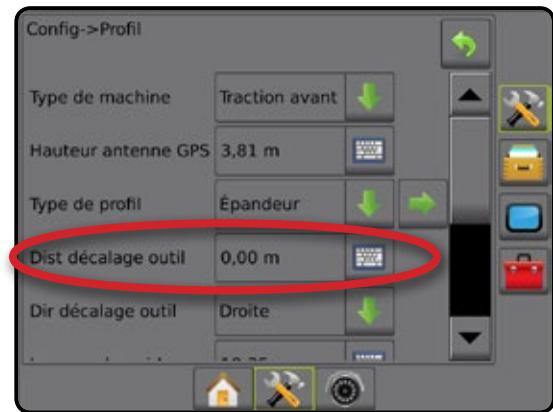 Config->Profil
Type de machine Traction avant
Hauteur antenne GPS 3,81 m
Type de profil Épandeur
Dist décalage outil 0,00 m
Dir décalage outil Droite